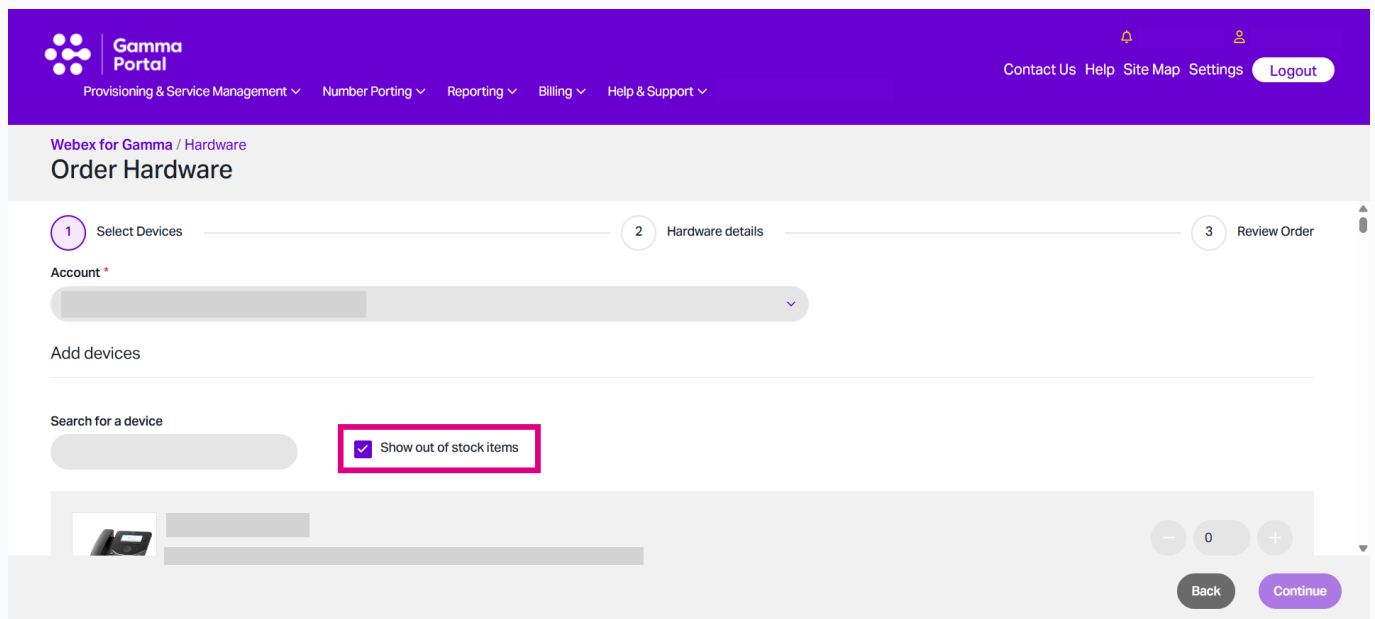 Gamma
Portal
Contact Us Help Site Map Settings Logout
Provisioning & Service Management Number Porting Reporting Billing Help & Support
Webex for Gamma / Hardware
Order Hardware
1 Select Devices 2 Hardware details 3 Review Order
Account *
Add devices
Search for a device
Show out of stock items
0
Back Continue